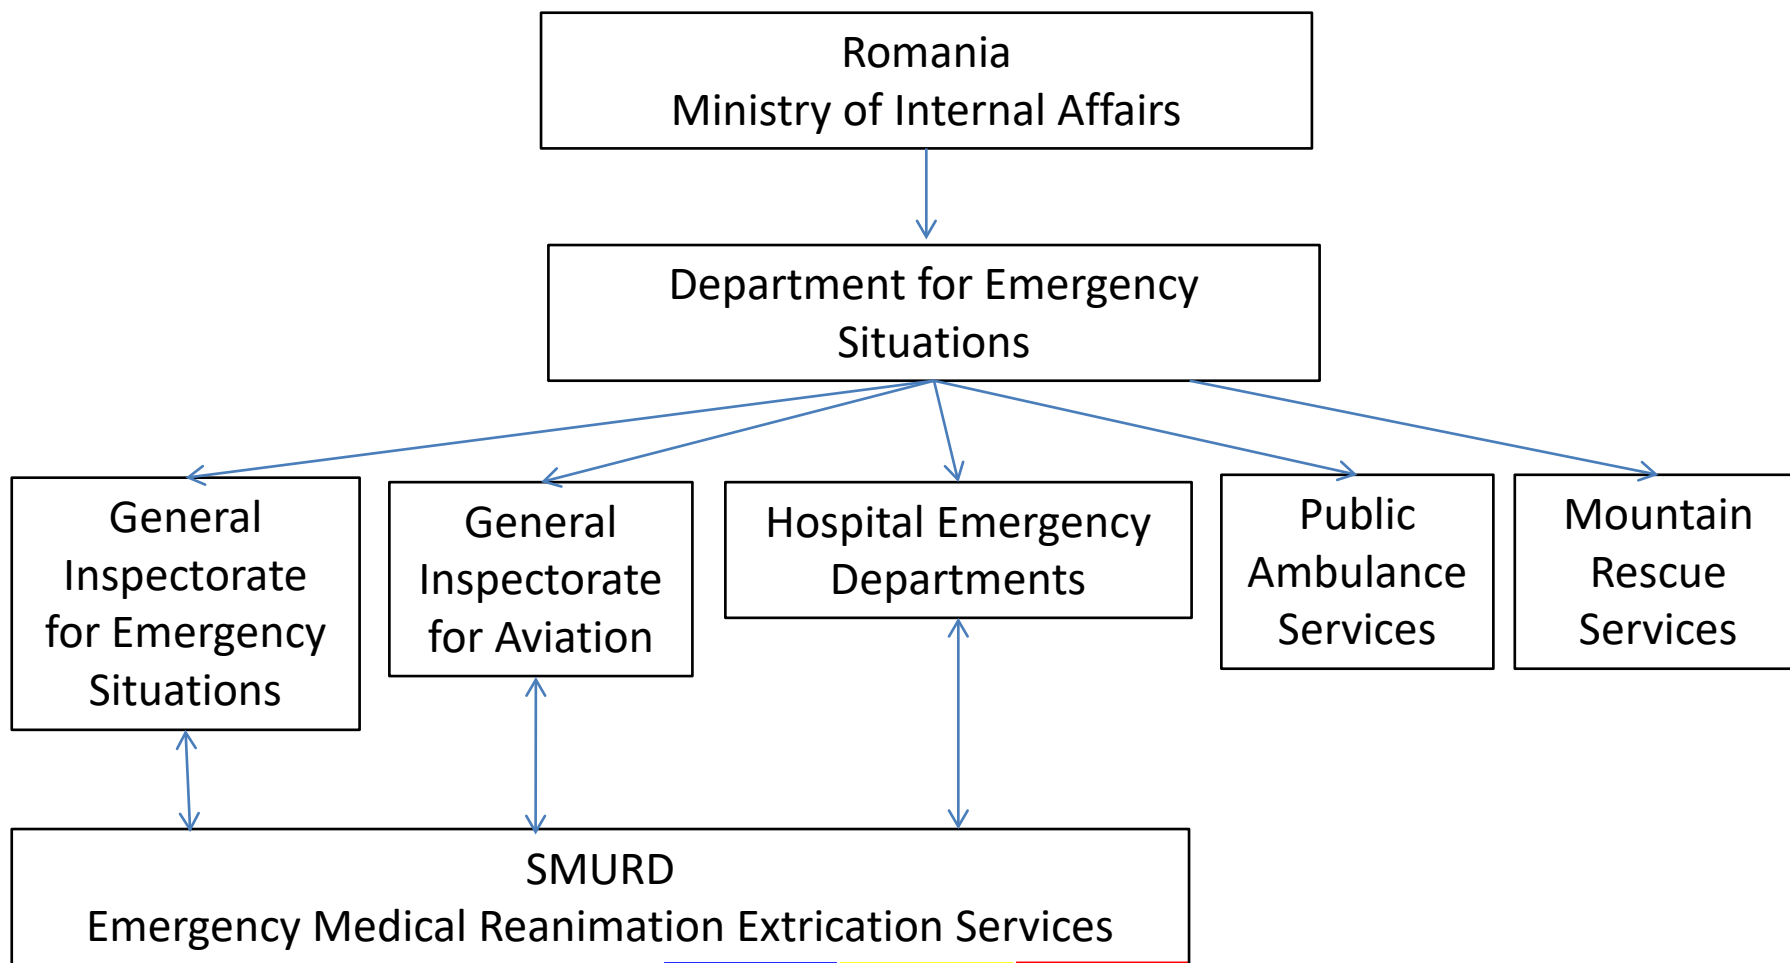 Romania
Ministry of Internal Affairs
Department for Emergency
Situations
General
Inspectorate
for Emergency
Situations
General
Inspectorate
for Aviation
Hospital Emergency
Departments
Public
Ambulance
Services
Mountain
Rescue
Services
SMURD
Emergency Medical Reanimation Extrication Services